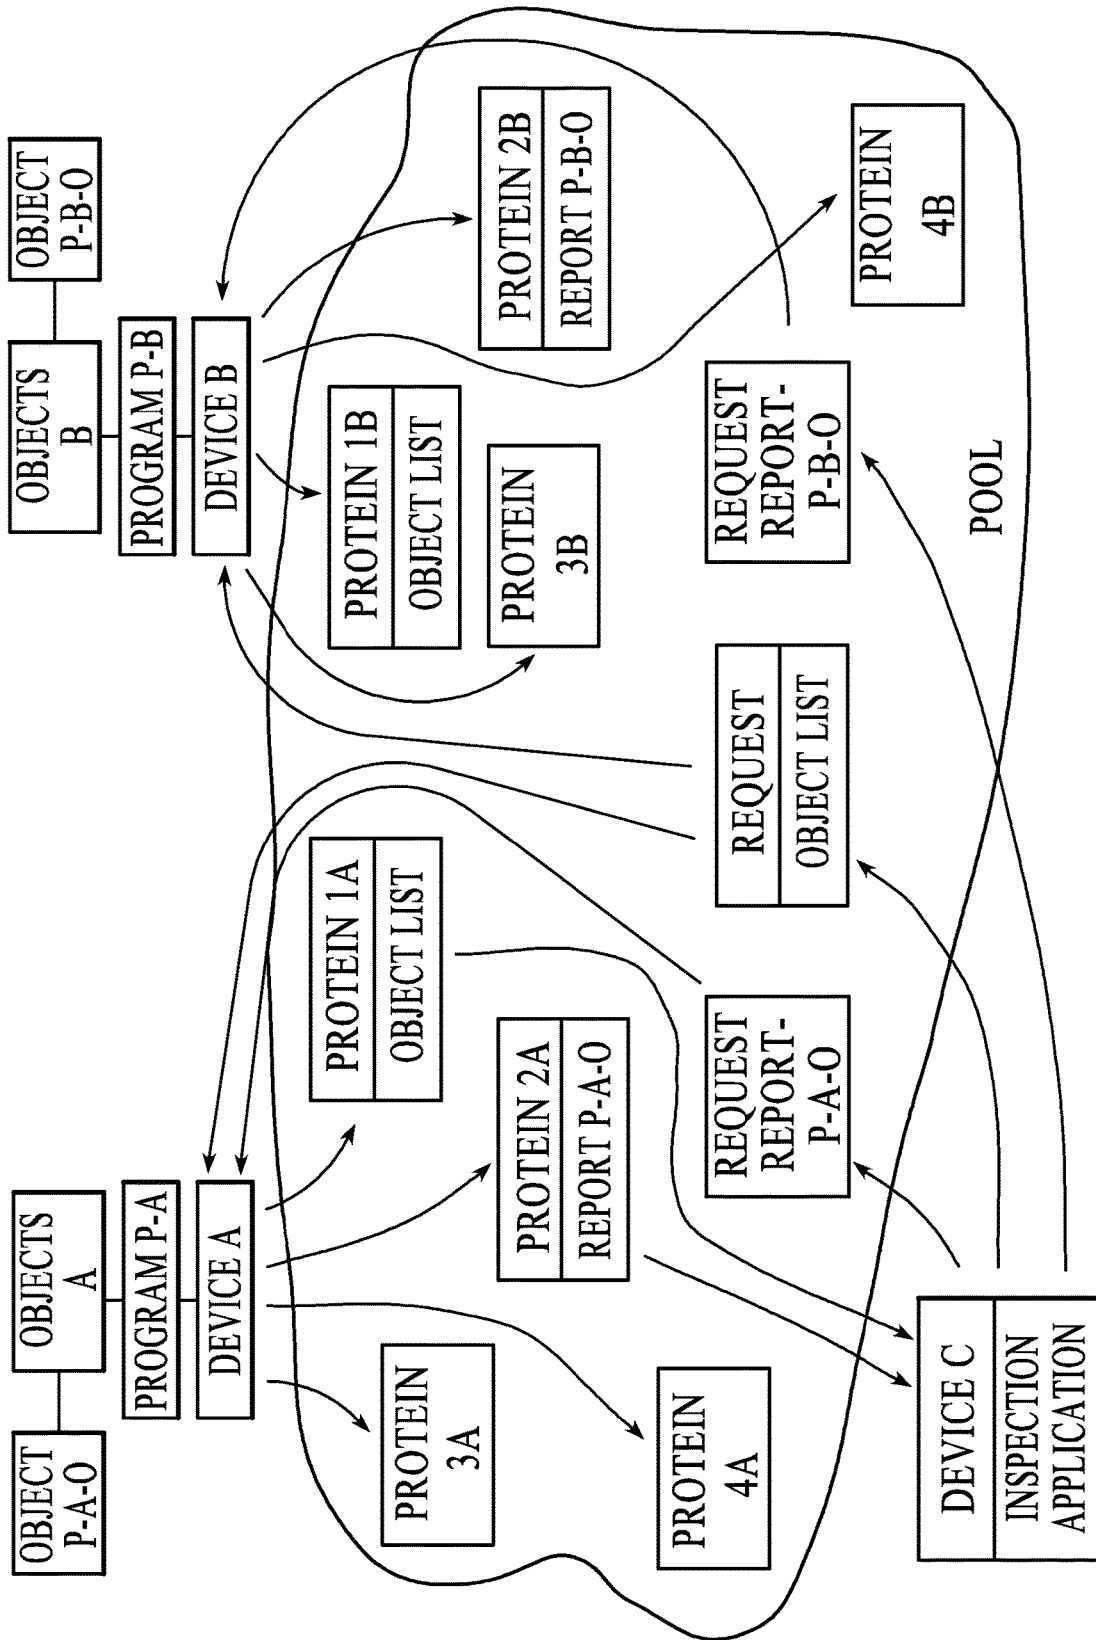 OBJECT
P-A-O
OBJECTS
A
PROGRAM P-A
DEVICE A
OBJECTS
B
OBJECT
P-B-O
PROGRAM P-B
DEVICE B
PROTEIN
3A
PROTEIN 1A
OBJECT LIST
PROTEIN 1B
OBJECT LIST
PROTEIN 2A
REPORT P-A-O
PROTEIN
3B
PROTEIN 2B
REPORT P-B-O
PROTEIN
4A
REQUEST
REPORT-
P-A-O
REQUEST
OBJECT LIST
REQUEST
REPORT-
P-B-O
PROTEIN
4B
DEVICE C
INSPECTION
APPLICATION
POOL